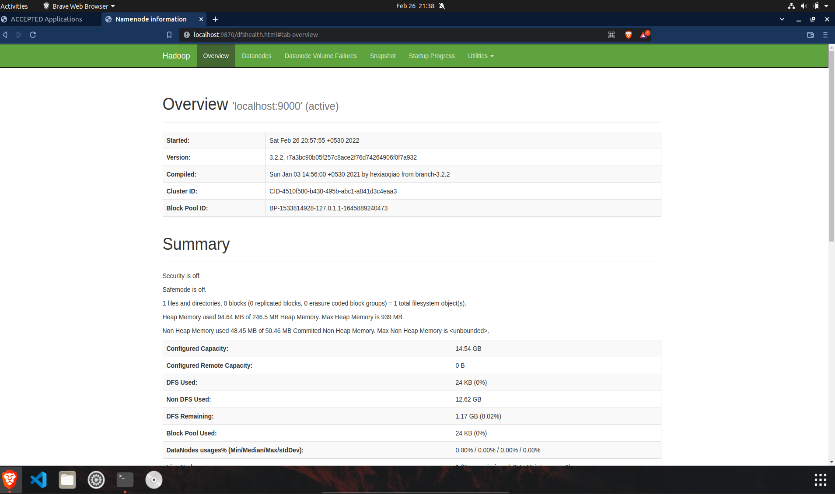 Activities Brave Web Browser Feb 26 21:38
ACCEPTED Applications Namenode information
localhost:9870/dfshealth.html#tab-overview
Hadoop Overview Datanodes Datanode Volume Failures Snapshot Startup Progress Utilities
Overview 'localhost:9000' (active)
Started: Sat Feb 26 20:57:55 +0530 2022
Version: 3.2.2,
Compiled: Sun Jan 03 14:56:00 +0530 2021 by hexiaoqiao from branch-3.2.2
Cluster ID:
Block Pool ID: BP-1533814928-127.0.1.1-1645889240473
Summary
Security is off.
Safemode is off.
1 files and directories, 0 blocks (0 replicated blocks, 0 erasure coded block groups) = 1 total filesystem object(s).
Heap Memory used 94.64 MB of 246.5 MB Heap Memory. Max Heap Memory is 939 MB.
Non Heap Memory used 48.45 MB of 50.46 MB Commited Non Heap Memory. Max Non Heap Memory is <unbounded>.
Configured Capacity: 14.54 GB
Configured Remote Capacity: 0 B
DFS Used: 24 KB (0%)
Non DFS Used: 12.62 GB
DFS Remaining: 1.17 GB (8.02%)
Block Pool Used: 24 KB (0%)
DataNodes usages% (Min/Median/Max/stdDev): 0.00% / 0.00% / 0.00% / 0.00%